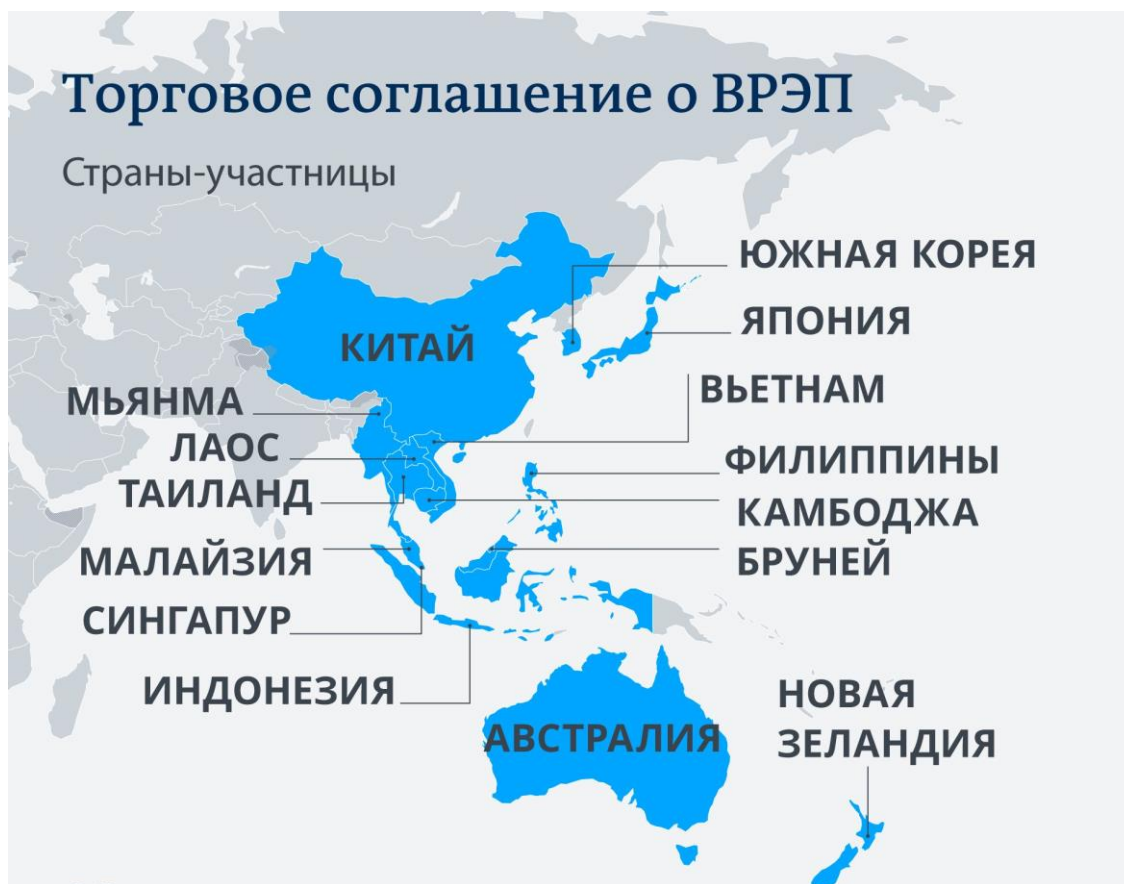 Торговое соглашение о ВРЭП
Страны-участницы
ЮЖНАЯ КОРЕЯ
ЯПОНИЯ
КИТАЙ
ВЬЕТНАМ
МЬЯНМА
ЛАОС
ТАИЛАНД
ФИЛИППИНЫ
КАМБОДЖА
БРУНЕЙ
МАЛАЙЗИЯ
СИНГАПУР
ИНДОНЕЗИЯ
АВСТРАЛИЯ
НОВАЯ
ЗЕЛАНДИЯ